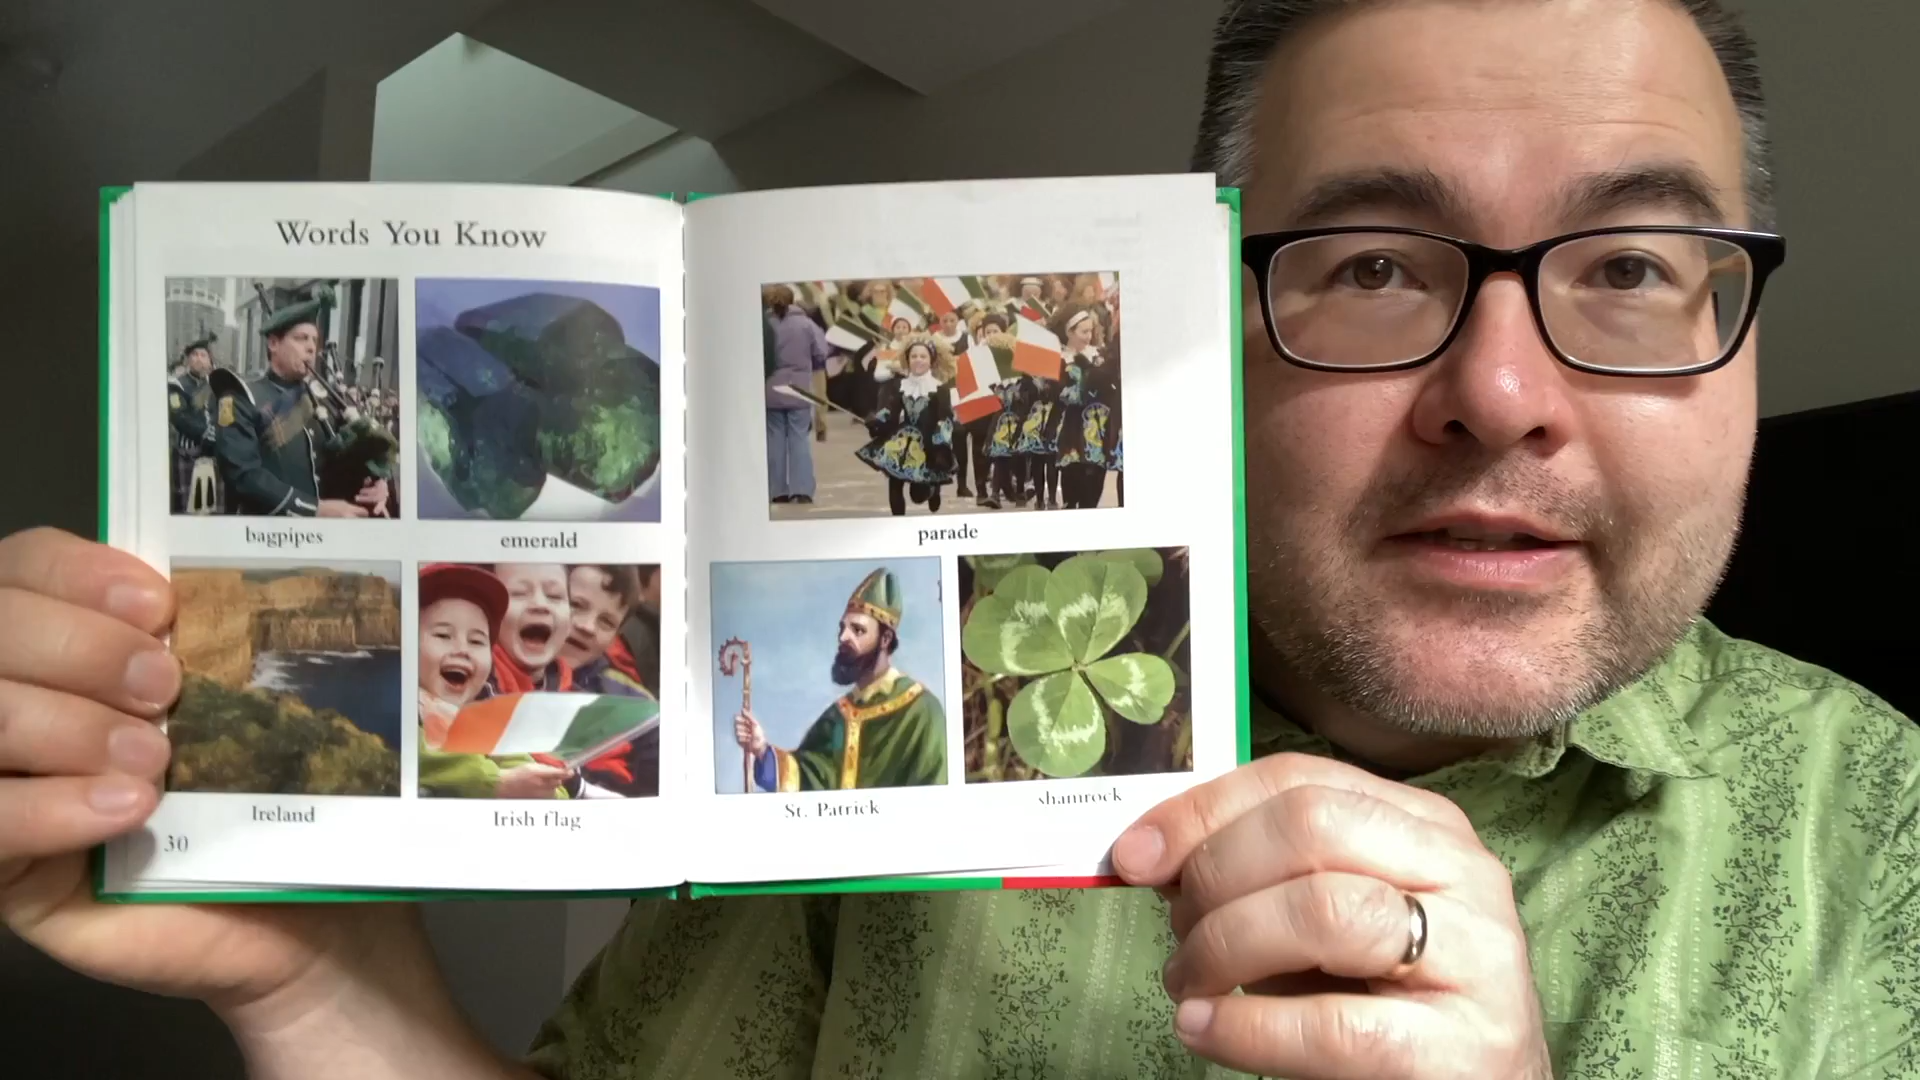 Words You Know
bagpipes
emerald
Ireland
Irish flag
30
parade
St. Patrick
shamrock